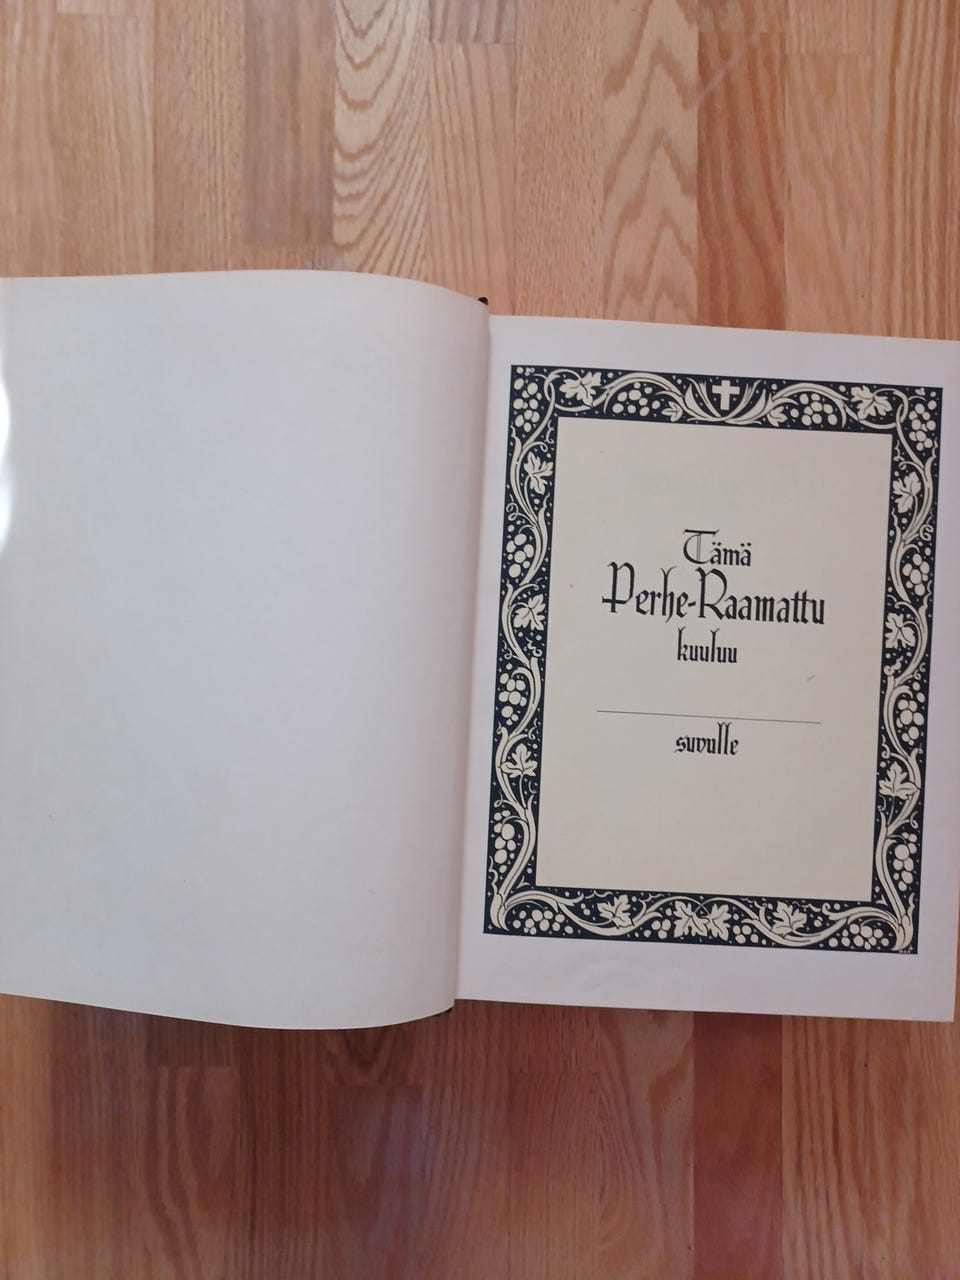 Tämä
Perhe-Raamattu
kuuluu
suvulle